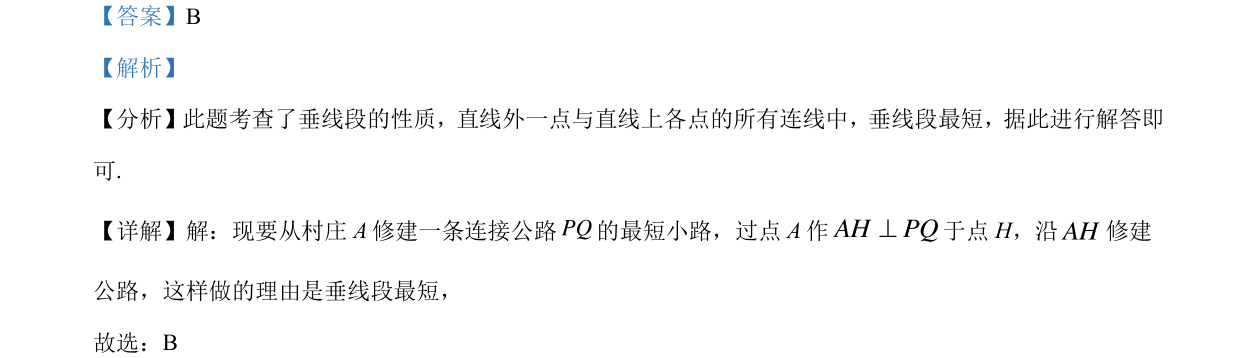 【答案】B
【解析】
【分析】此题考查了垂线段的性质，直线外一点与直线上各点的所有连线中，垂线段最短，据此进行解答即
可.
【详解】解：现要从村庄 A 修建一条连接公路 PQ 的最短小路，过点 A 作 AH ⊥ PQ 于点 H，沿 AH 修建
公路，这样做的理由是垂线段最短，
故选：B